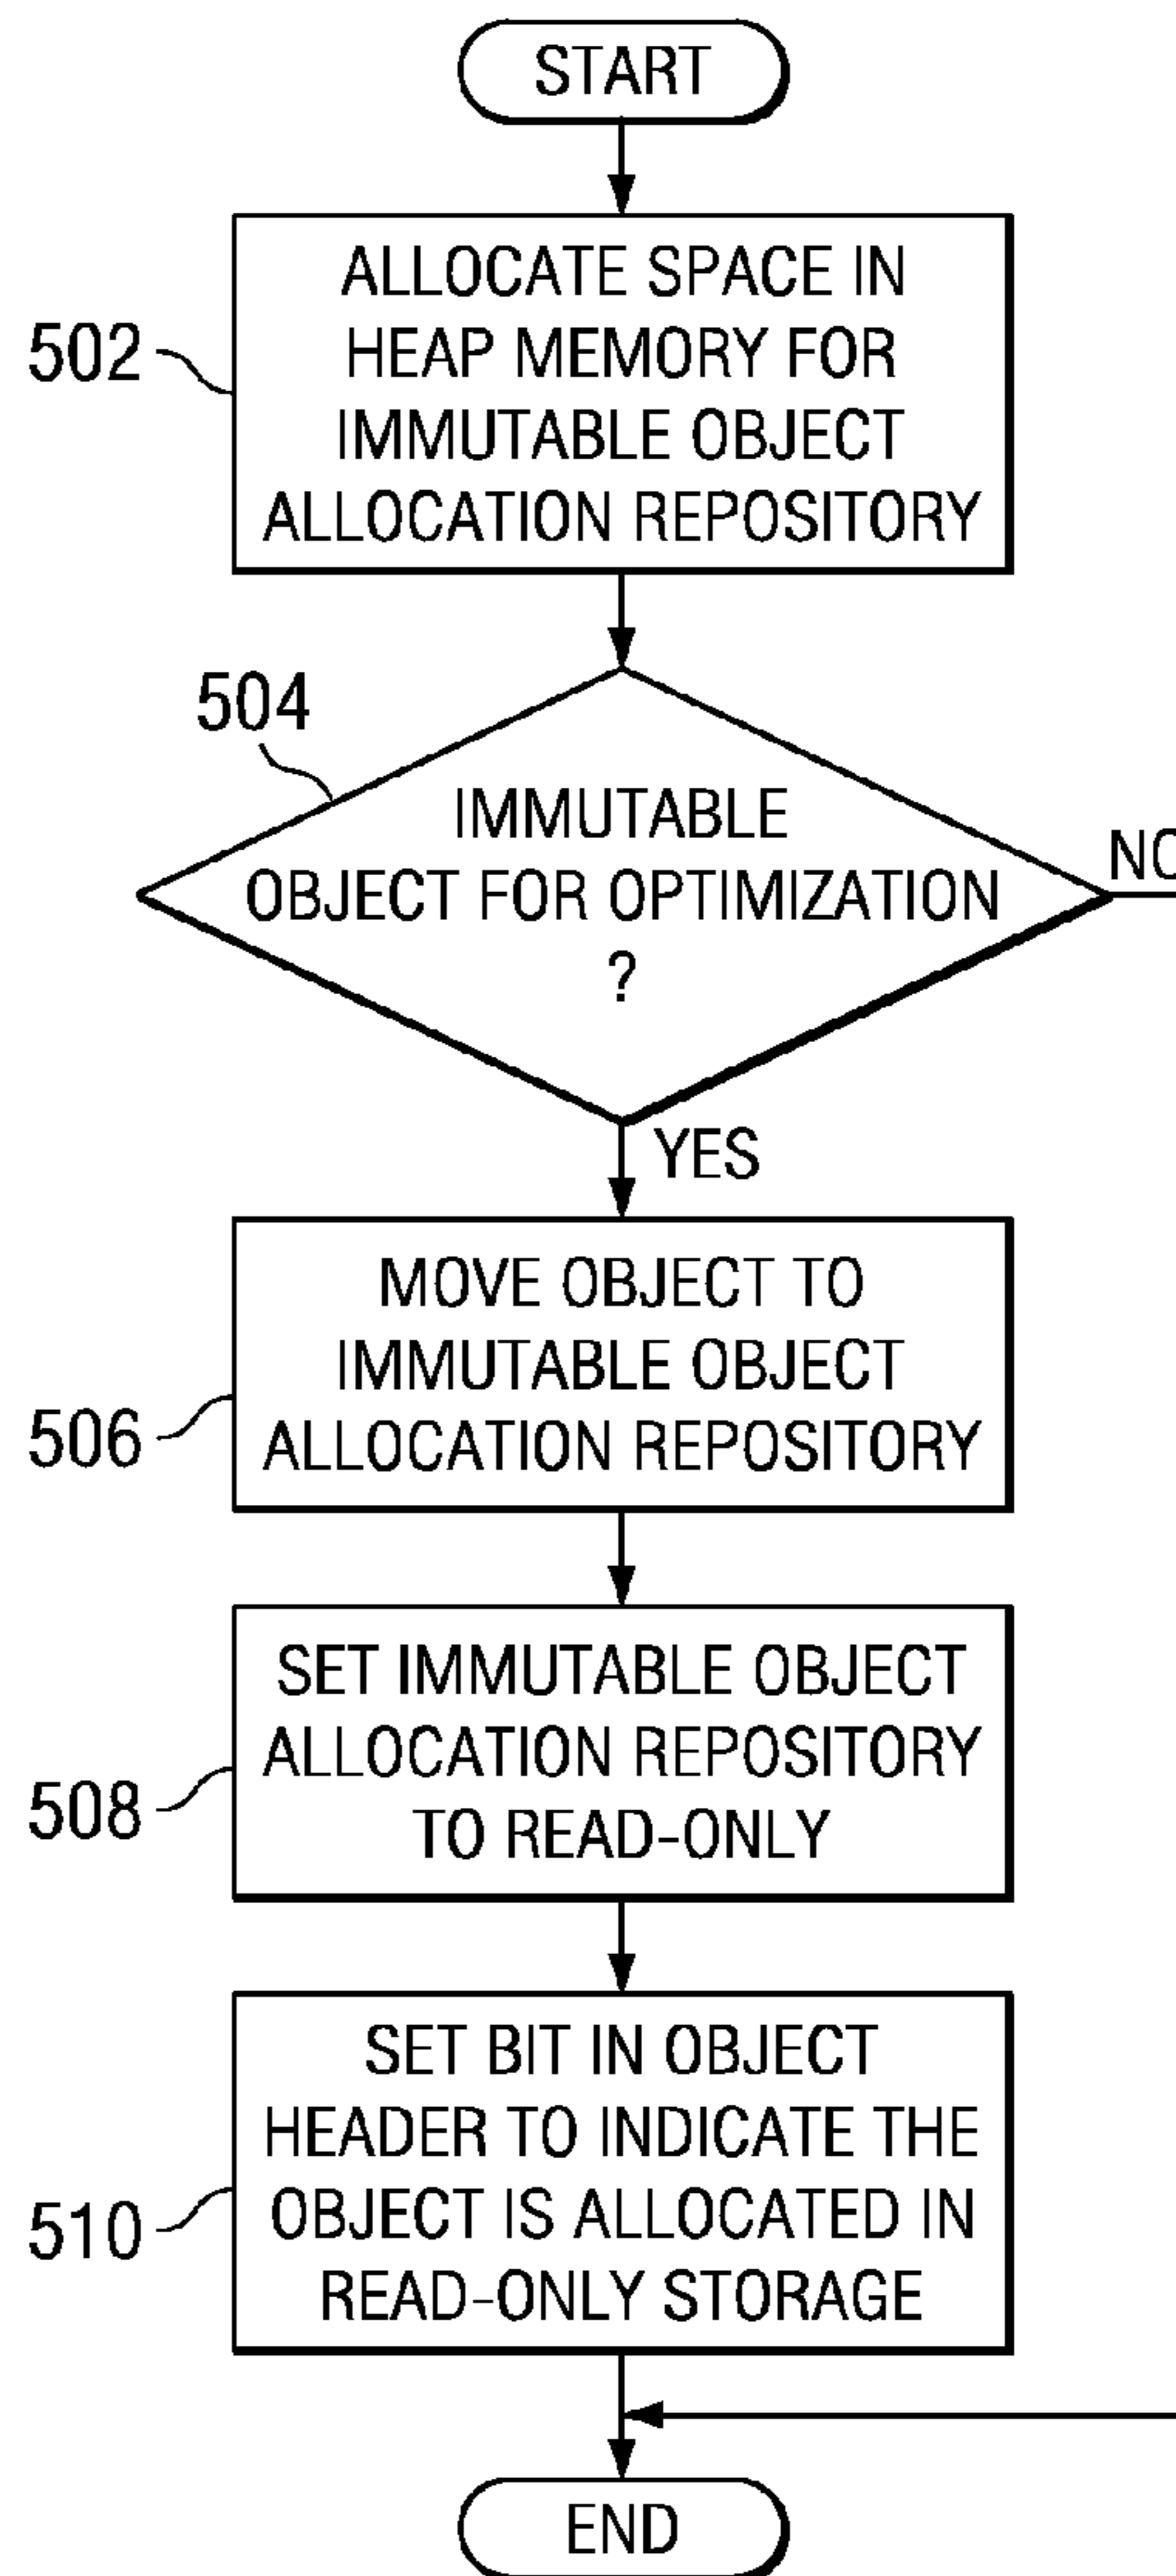 START
502
ALLOCATE SPACE IN
HEAP MEMORY FOR
IMMUTABLE OBJECT
ALLOCATION REPOSITORY
504
IMMUTABLE
OBJECT FOR OPTIMIZATION
?
NO
YES
506
MOVE OBJECT TO
IMMUTABLE OBJECT
ALLOCATION REPOSITORY
508
SET IMMUTABLE OBJECT
ALLOCATION REPOSITORY
TO READ-ONLY
510
SET BIT IN OBJECT
HEADER TO INDICATE THE
OBJECT IS ALLOCATED IN
READ-ONLY STORAGE
END